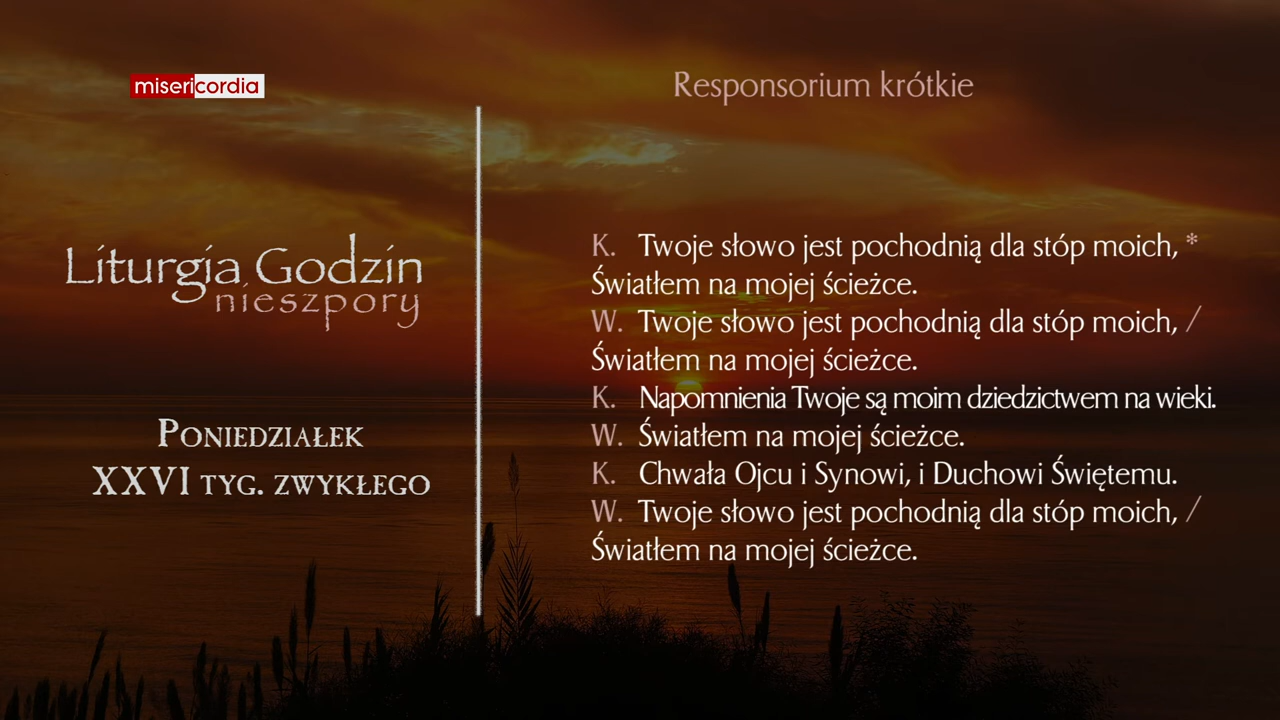 misericordia
Responsorium krótkie
Liturgia Godzin
nieszpory
Poniedziałek
XXVI tyg. zwykłego
K. Twoje słowo jest pochodnią dla stóp moich, *
Światłem na mojej ścieżce.
W. Twoje słowo jest pochodnią dla stóp moich, /
Światłem na mojej ścieżce.
K. Napomnienia Twoje są moim dziedzictwem na wieki.
W. Światłem na mojej ścieżce.
K. Chwała Ojcu i Synowi, i Duchowi Świętemu.
W. Twoje słowo jest pochodnią dla stóp moich, /
Światłem na mojej ścieżce.